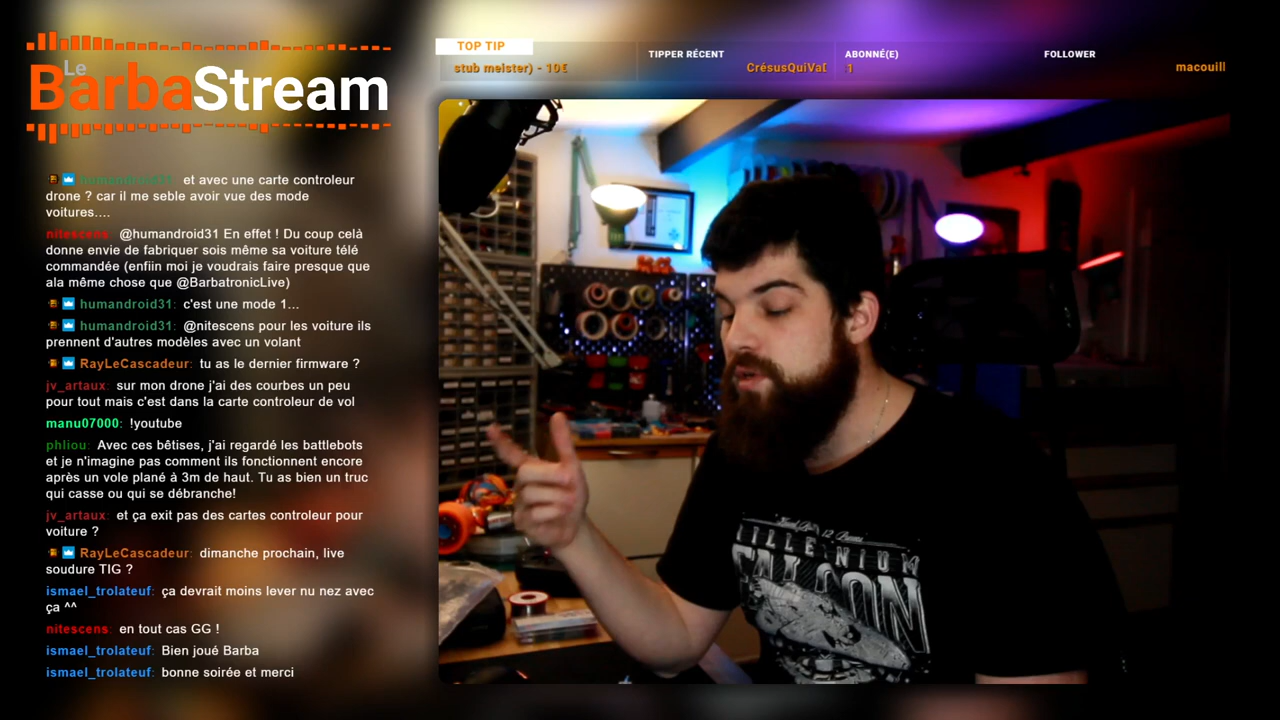 Le
BarbaStream
TOP TIP
stub meister) - 10€
TIPPER RÉCENT
CrésusQuiVaE
ABONNÉ(E)
1
FOLLOWER
macouill
humandroid31: et avec une carte controleur
drone ? car il me seble avoir vue des mode
voitures....
nitescens: @humandroid31 En effet ! Du coup celà
donne envie de fabriquer sois même sa voiture télé
commandée (enfiin moi je voudrais faire presque que
ala même chose que @BarbatronicLive)
humandroid31: c'est une mode 1...
humandroid31: @nitescens pour les voiture ils
prennent d'autres modèles avec un volant
RayLeCascadeur: tu as le dernier firmware ?
jv_artaux: sur mon drone j'ai des courbes un peu
pour tout mais c'est dans la carte controleur de vol
manu07000: !youtube
phliou: Avec ces bêtises, j'ai regardé les battlebots
et je n'imagine pas comment ils fonctionnent encore
après un vole plané à 3m de haut. Tu as bien un truc
qui casse ou qui se débranche!
jv_artaux: et ça exit pas des cartes controleur pour
voiture ?
RayLeCascadeur: dimanche prochain, live
soudure TIG ?
ismael_trolateuf: ça devrait moins lever nu nez avec
ça ^^
nitescens: en tout cas GG !
ismael_trolateuf: Bien joué Barba
ismael_trolateuf: bonne soirée et merci
MILLENNIUM
FALCON